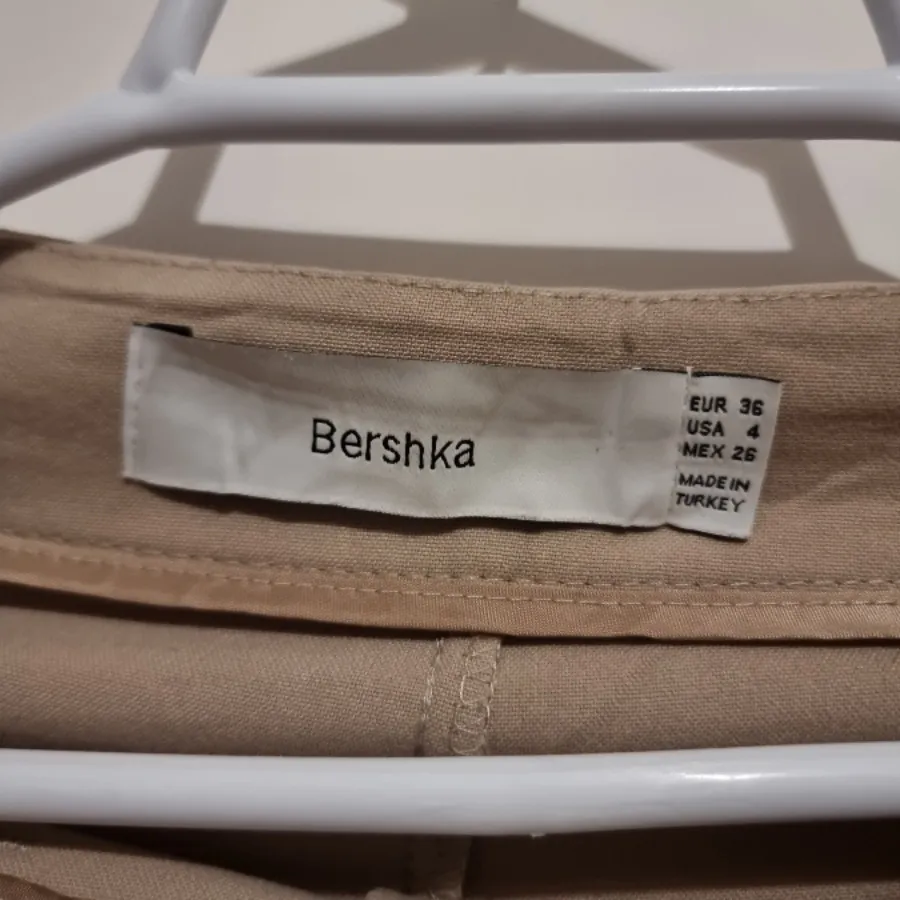 Bershka
EUR 36
USA 4
MEX 26
MADE IN
TURKEY